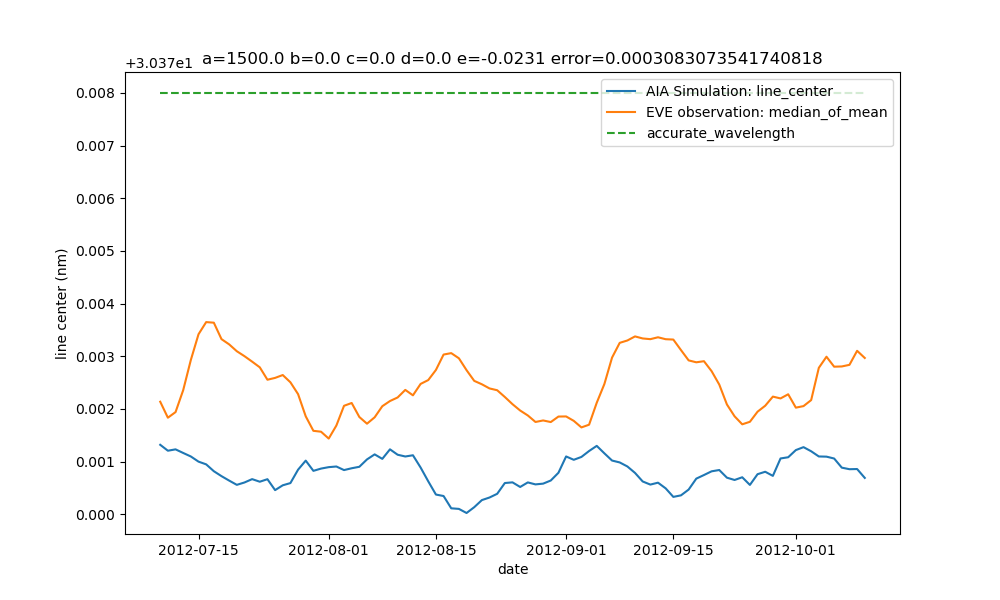 a=1500.0 b=0.0 c=0.0 d=0.0 e=-0.0231 error=0.0003083073541740818
+3.037e1
0.008
0.007
0.006
0.005
0.004
0.003
0.002
0.001
0.000
line center (nm)
AIA Simulation: line_center
EVE observation: median_of_mean
accurate_wavelength
2012-07-15 2012-08-01 2012-08-15 2012-09-01 2012-09-15 2012-10-01
date